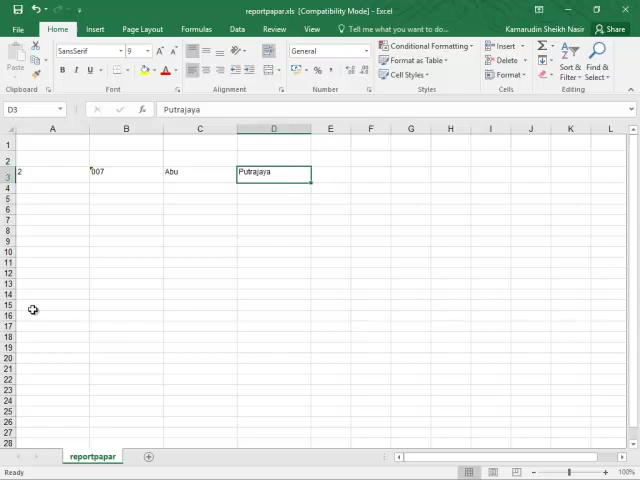 reportpapar.xls [Compatibility Mode] - Excel
File Home Insert Page Layout Formulas Data Review View Tell me what you want to do... Kamarudin Sheikh Nasir Share
Paste SansSerif 9 A A General Conditional Formatting Insert Sort & Filter Find & Select
B I U A % , Format as Table Delete
Cell Styles Format
Clipboard Font Alignment Number Styles Cells Editing
D3 fx Putrajaya
A B C D E F G H I J K L
1
2
3 2 007 Abu Putrajaya
4
5
6
7
8
9
10
11
12
13
14
15
16
17
18
19
20
21
22
23
24
25
26
27
28
reportpapar
Ready 100%